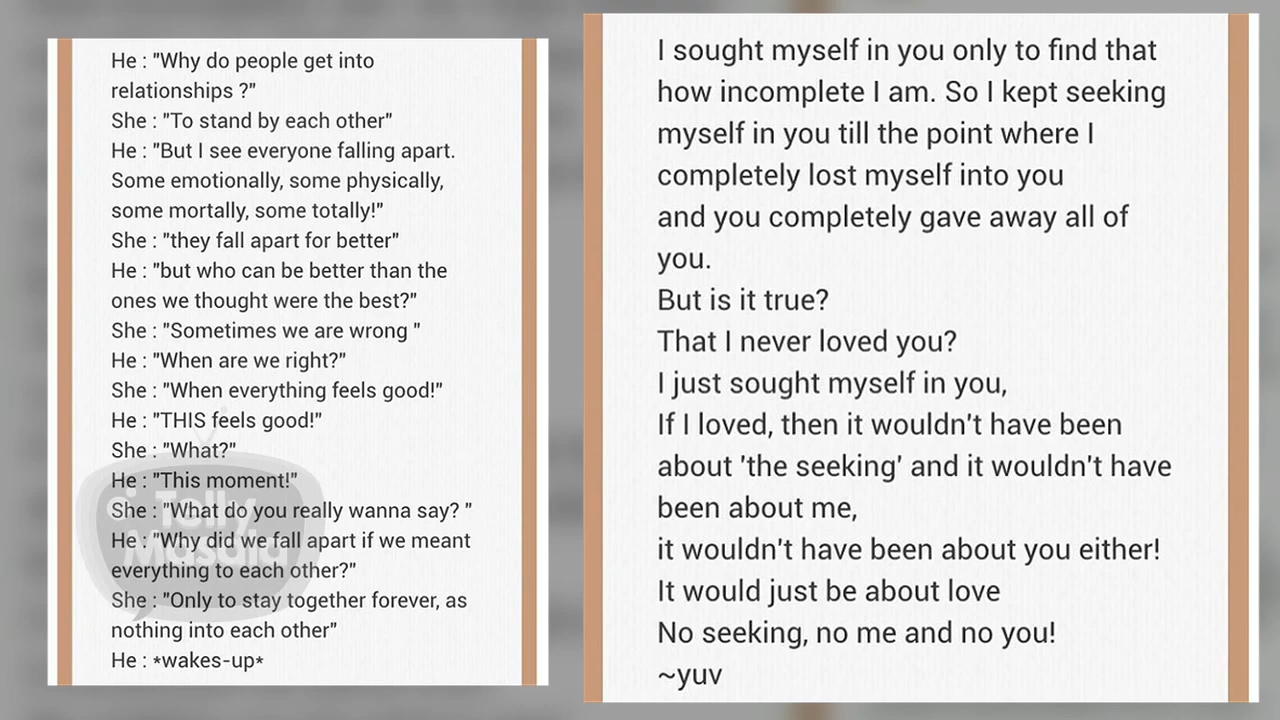 He : "Why do people get into
relationships ?"
She : "To stand by each other"
He : "But I see everyone falling apart.
Some emotionally, some physically,
some mortally, some totally!"
She : "they fall apart for better"
He : "but who can be better than the
ones we thought were the best?"
She : "Sometimes we are wrong "
He : "When are we right?"
She : "When everything feels good!"
He : "THIS feels good!"
She : "What?"
He : "This moment!"
She : "What do you really wanna say? "
He : "Why did we fall apart if we meant
everything to each other?"
She : "Only to stay together forever, as
nothing into each other"
He : *wakes-up*
Telly
Masala
I sought myself in you only to find that
how incomplete I am. So I kept seeking
myself in you till the point where I
completely lost myself into you
and you completely gave away all of
you.
But is it true?
That I never loved you?
I just sought myself in you,
If I loved, then it wouldn't have been
about 'the seeking' and it wouldn't have
been about me,
it wouldn't have been about you either!
It would just be about love
No seeking, no me and no you!
~yuv